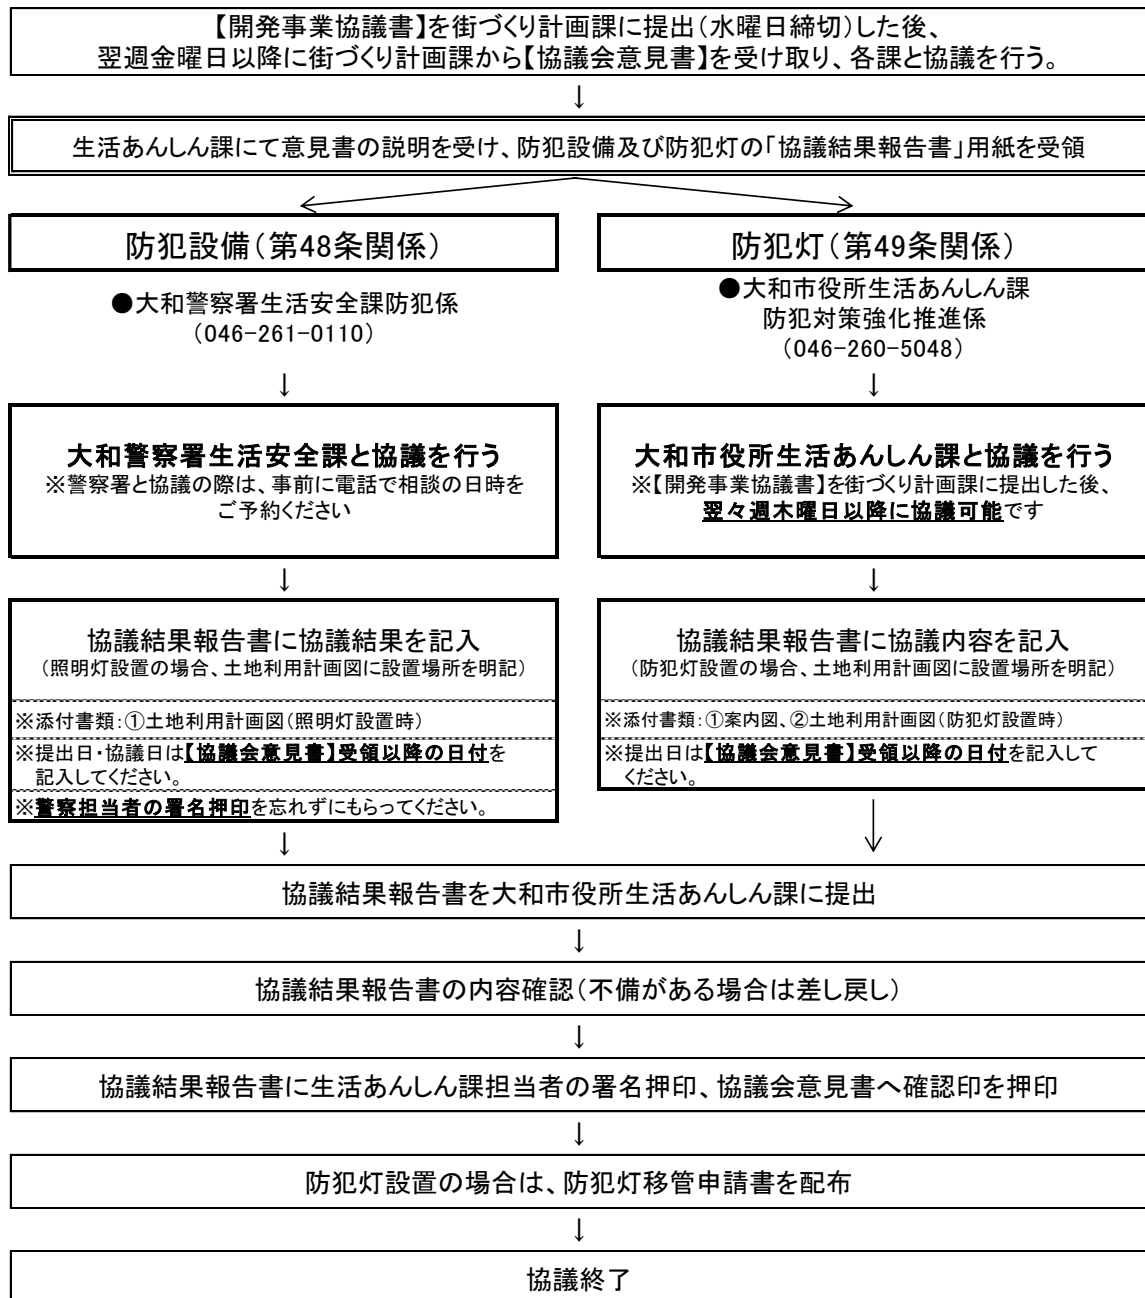 【開発事業協議書】を街づくり計画課に提出(水曜日締切)した後、
翌週金曜日以降に街づくり計画課から【協議会意見書】を受け取り、各課と協議を行う。
↓
生活あんしん課にて意見書の説明を受け、防犯設備及び防犯灯の「協議結果報告書」用紙を受領
防犯設備(第48条関係)
●大和警察署生活安全課防犯係
(046-261-0110)
↓
大和警察署生活安全課と協議を行う
※警察署と協議の際は、事前に電話で相談の日時を
ご予約ください
↓
協議結果報告書に協議結果を記入
(照明灯設置の場合、土地利用計画図に設置場所を明記)
※添付書類:①土地利用計画図(照明灯設置時)
※提出日・協議日は【協議会意見書】受領以降の日付を
記入してください。
※警察担当者の署名押印を忘れずにもらってください。
↓
防犯灯(第49条関係)
●大和市役所生活あんしん課
防犯対策強化推進係
(046-260-5048)
↓
大和市役所生活あんしん課と協議を行う
※【開発事業協議書】を街づくり計画課に提出した後、
翌々週木曜日以降に協議可能です
↓
協議結果報告書に協議内容を記入
(防犯灯設置の場合、土地利用計画図に設置場所を明記)
※添付書類:①案内図、②土地利用計画図(防犯灯設置時)
※提出日は【協議会意見書】受領以降の日付を記入して
ください。
協議結果報告書を大和市役所生活あんしん課に提出
↓
協議結果報告書の内容確認(不備がある場合は差し戻し)
↓
協議結果報告書に生活あんしん課担当者の署名押印、協議会意見書へ確認印を押印
↓
防犯灯設置の場合は、防犯灯移管申請書を配布
↓
協議終了